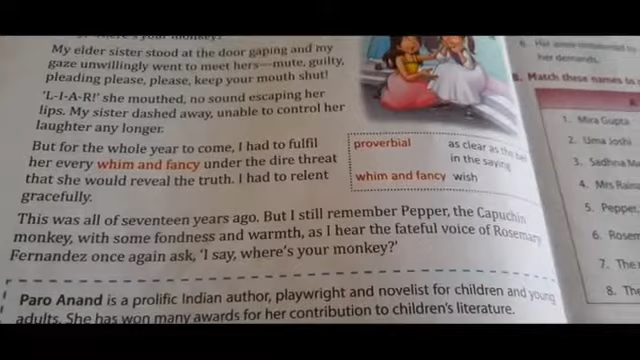 My elder sister stood at the door gaping and my
gaze unwillingly went to meet hers—mute, guilty,
pleading please, please, keep your mouth shut!
'L-I-A-R!' she mouthed, no sound escaping her
lips. My sister dashed away, unable to control her
laughter any longer.
But for the whole year to come, I had to fulfil
her every whim and fancy under the dire threat
that she would reveal the truth. I had to relent
gracefully.
proverbial as clear as the
in the saying
whim and fancy wish
This was all of seventeen years ago. But I still remember Pepper, the Capuchin
monkey, with some fondness and warmth, as I hear the fateful voice of Rosemary
Fernandez once again ask, 'I say, where's your monkey?'
Paro Anand is a prolific Indian author, playwright and novelist for children and young
adults. She has won many awards for her contribution to children's literature.
6. Her
her demands.
Match these names to
1. Mira Gupta
2. Uma Joshi
3. Sadhna
4. Mrs
5. Pepper,
6.
7. The
8. The